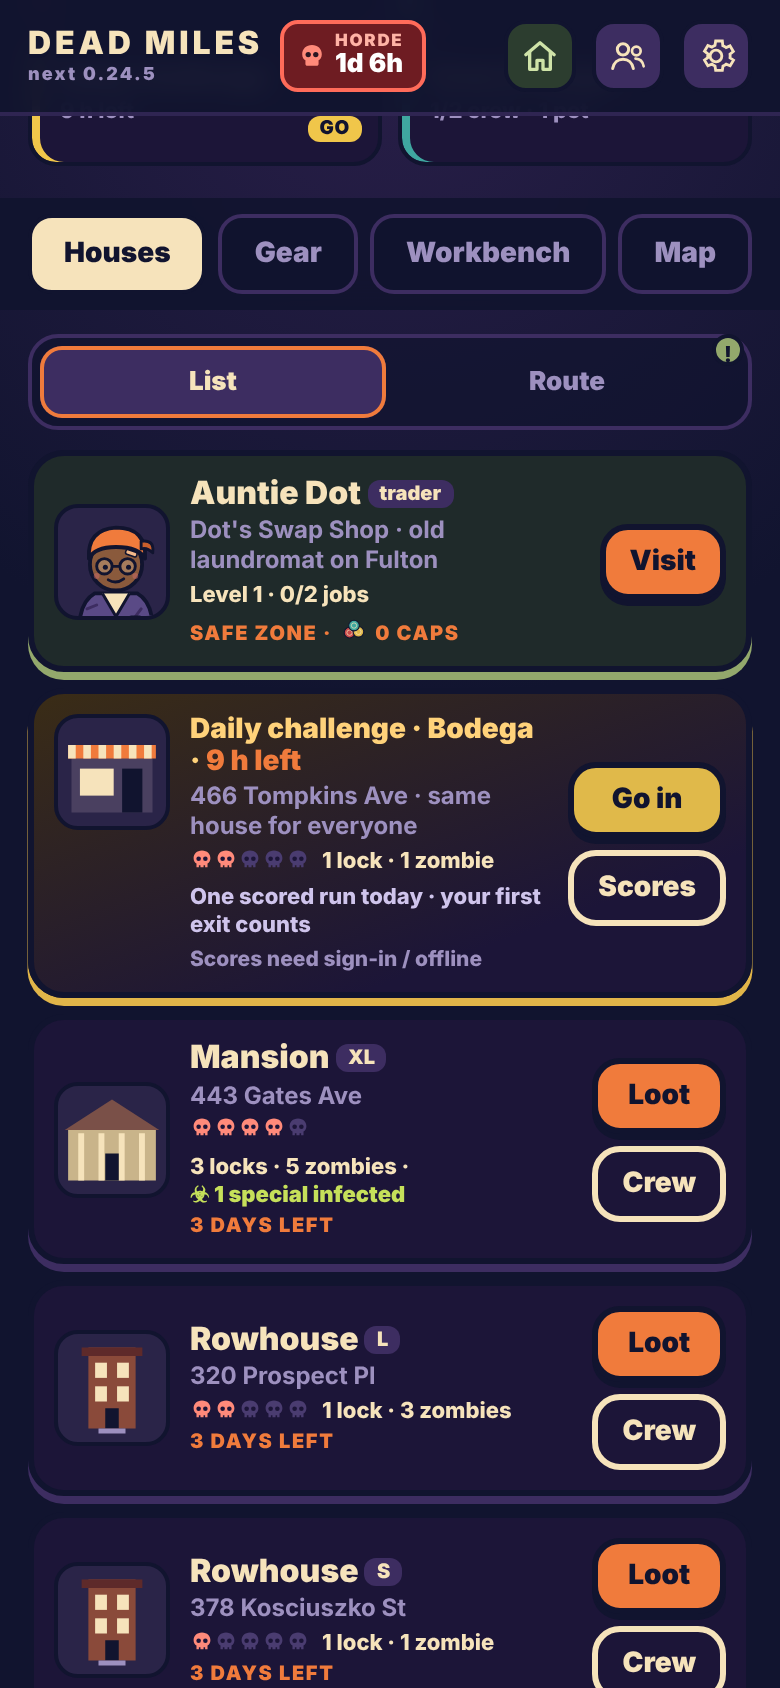 DEAD MILES
next 0.24.5
HORDE
1d 6h
GO
Houses
Gear
Workbench
Map
List
Route
!
Auntie Dot trader
Dot's Swap Shop · old
laundromat on Fulton
Level 1 · 0/2 jobs
SAFE ZONE · 0 CAPS
Visit
Daily challenge · Bodega
· 9 h left
466 Tompkins Ave · same
house for everyone
1 lock · 1 zombie
One scored run today · your first
exit counts
Scores need sign-in / offline
Go in
Scores
Mansion XL
443 Gates Ave
3 locks · 5 zombies ·
☣ 1 special infected
3 DAYS LEFT
Loot
Crew
Rowhouse L
320 Prospect Pl
1 lock · 3 zombies
3 DAYS LEFT
Loot
Crew
Rowhouse S
378 Kosciuszko St
1 lock · 1 zombie
3 DAYS LEFT
Loot
Crew